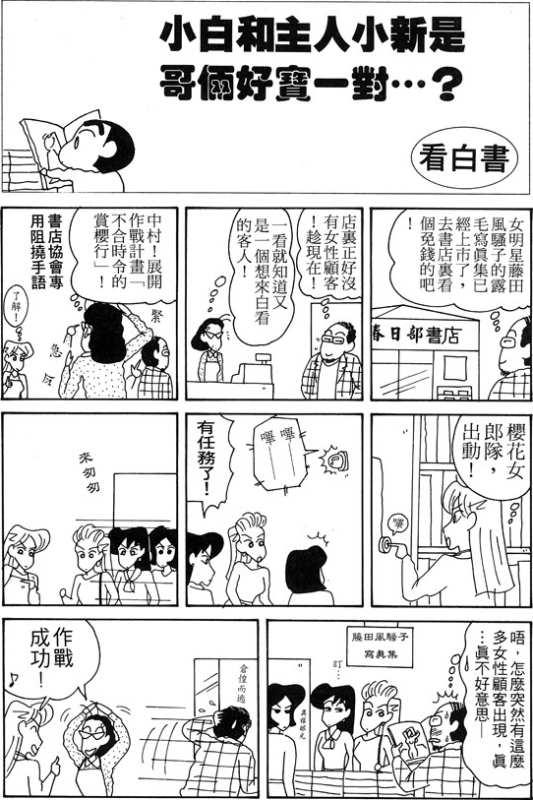 小白和主人小新是
哥倆好寶一對…？
看白書
女明星藤田
風騷子的露
毛寫真集已
經上市了，
去書店裏看
個免錢的吧
春日部書店
店裏正好沒
有女性顧客
！趁現在！
一看就知道又
是一個想來白看
的客人！
中村！展開
作戰計畫「
不合時令的
賞櫻行」！
緊
急
書店協會專
用阻撓手語
了解！
櫻花女
郎隊，
出動！
嗶
嗶
嗶
有任務了！
來匆匆
唔，怎麼突然有這麼
多女性顧客出現，真
…真不好意思—
藤田風騷子
寫真集
盯…
倉惶而逃
作戰
成功！